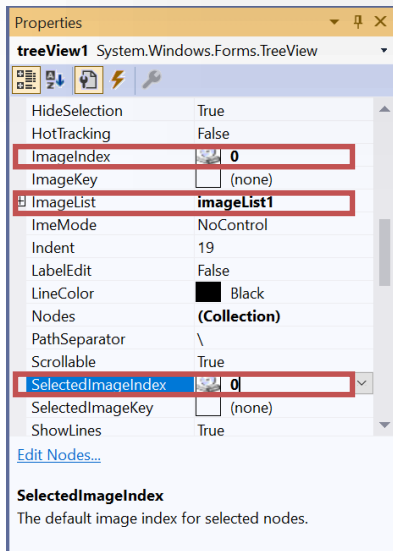 Properties
treeView1 System.Windows.Forms.TreeView
HideSelection True
HotTracking False
ImageIndex 0
ImageKey (none)
ImageList imageList1
ImeMode NoControl
Indent 19
LabelEdit False
LineColor Black
Nodes (Collection)
PathSeparator \
Scrollable True
SelectedImageIndex 0
SelectedImageKey (none)
ShowLines True
Edit Nodes...
SelectedImageIndex
The default image index for selected nodes.